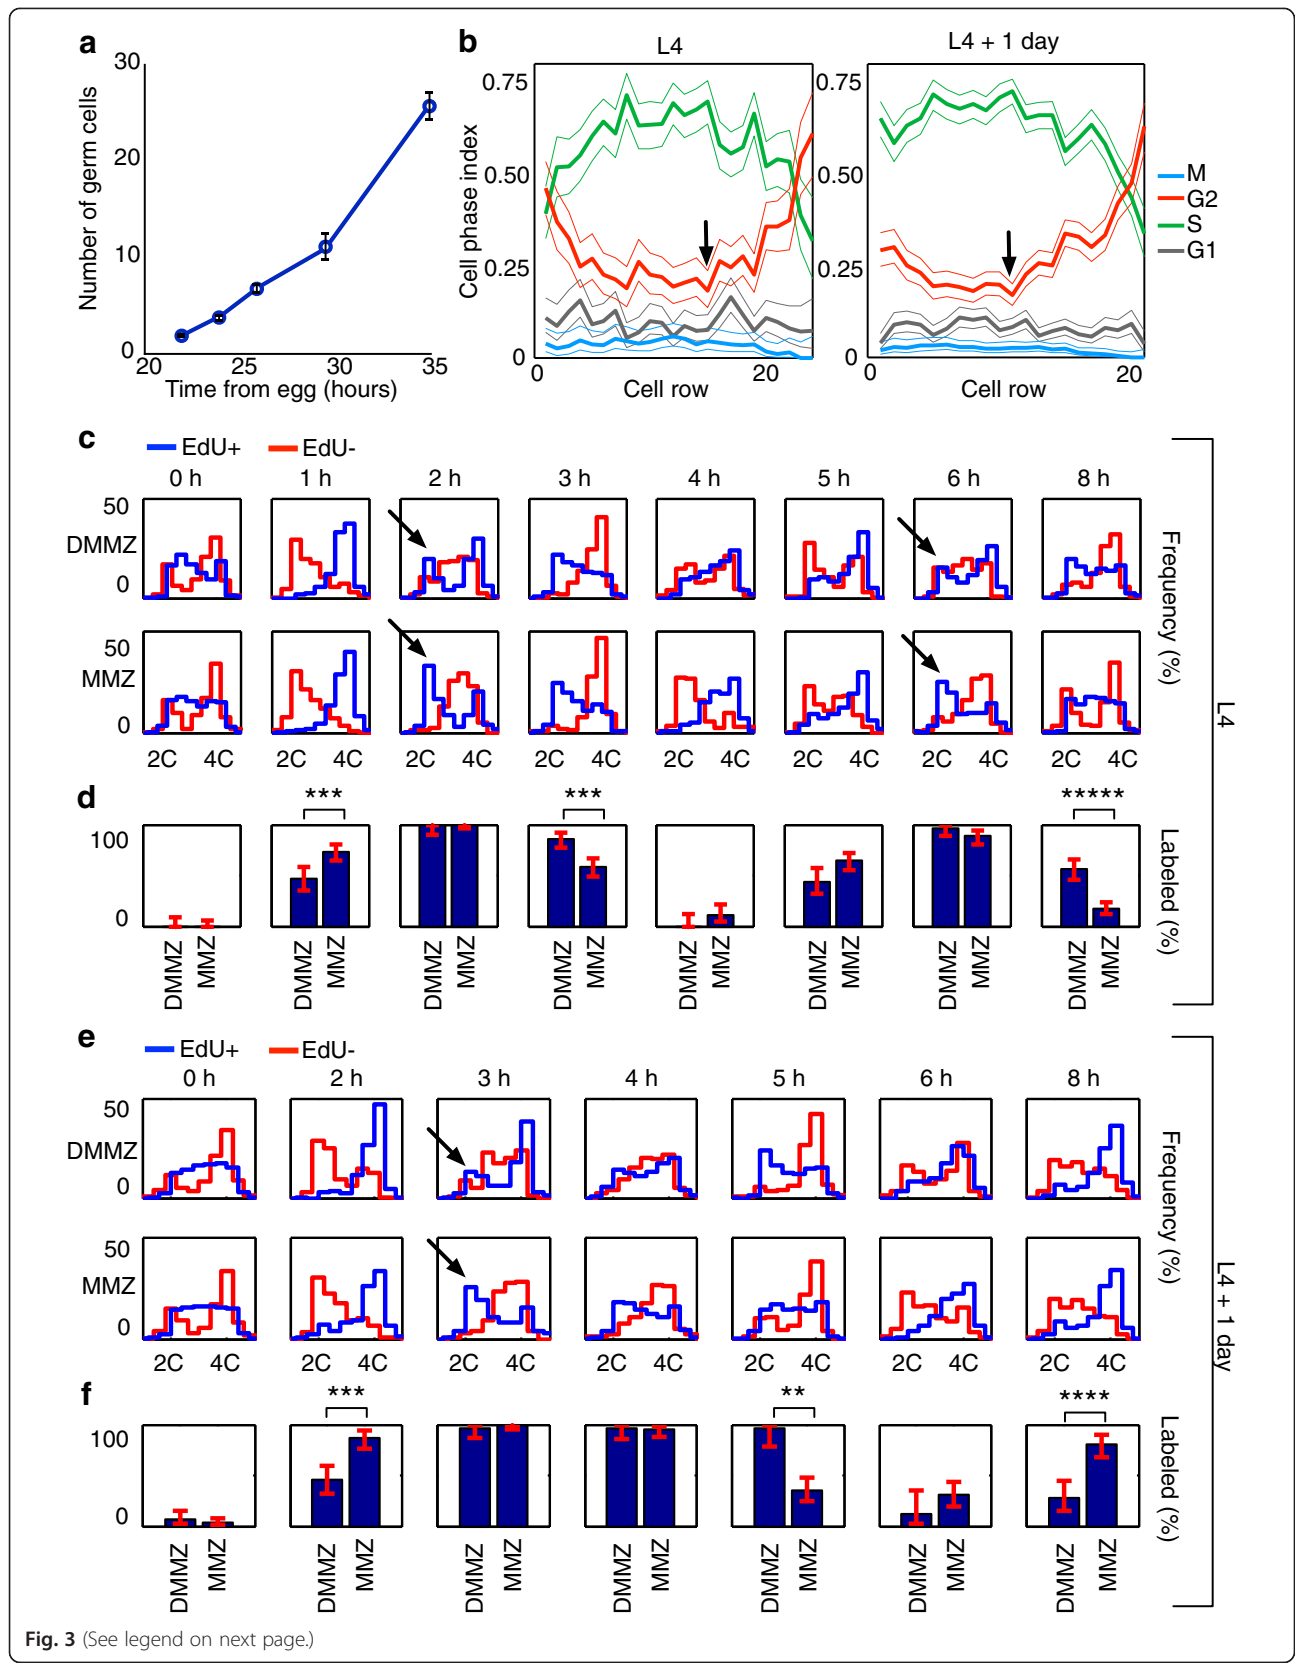 a
30
20
10
0
Number of germ cells
20 25 30 35
Time from egg (hours)
b
L4
L4 + 1 day
Cell phase index
0.75
0.50
0.25
0
0 20
Cell row
0.75
0.50
0.25
0
0 20
Cell row
M
G2
S
G1
c
EdU+ EdU-
0 h 1 h 2 h 3 h 4 h 5 h 6 h 8 h
50
DMMZ
0
50
MMZ
0
2C 4C 2C 4C 2C 4C 2C 4C 2C 4C 2C 4C 2C 4C 2C 4C
Frequency (%)
d
*** *** *****
100
0
DMMZ MMZ DMMZ MMZ DMMZ MMZ DMMZ MMZ DMMZ MMZ DMMZ MMZ DMMZ MMZ DMMZ MMZ
Labeled (%)
L4
e
EdU+ EdU-
0 h 2 h 3 h 4 h 5 h 6 h 8 h
50
DMMZ
0
50
MMZ
0
2C 4C 2C 4C 2C 4C 2C 4C 2C 4C 2C 4C 2C 4C
Frequency (%)
f
*** ** ****
100
0
DMMZ MMZ DMMZ MMZ DMMZ MMZ DMMZ MMZ DMMZ MMZ DMMZ MMZ DMMZ MMZ
Labeled (%)
L4 + 1 day
Fig. 3 (See legend on next page.)